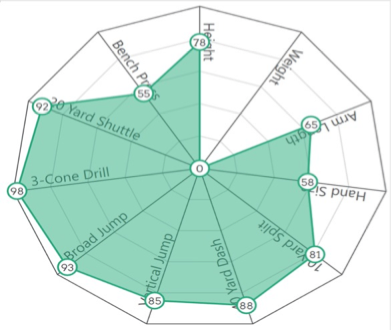 78
Height
Weight
65
Arm Length
58
Hand Size
81
10 Yard Split
88
Yard Dash
85
Vertical Jump
93
Broad Jump
98
3-Cone Drill
92
20 Yard Shuttle
55
Bench Press
0